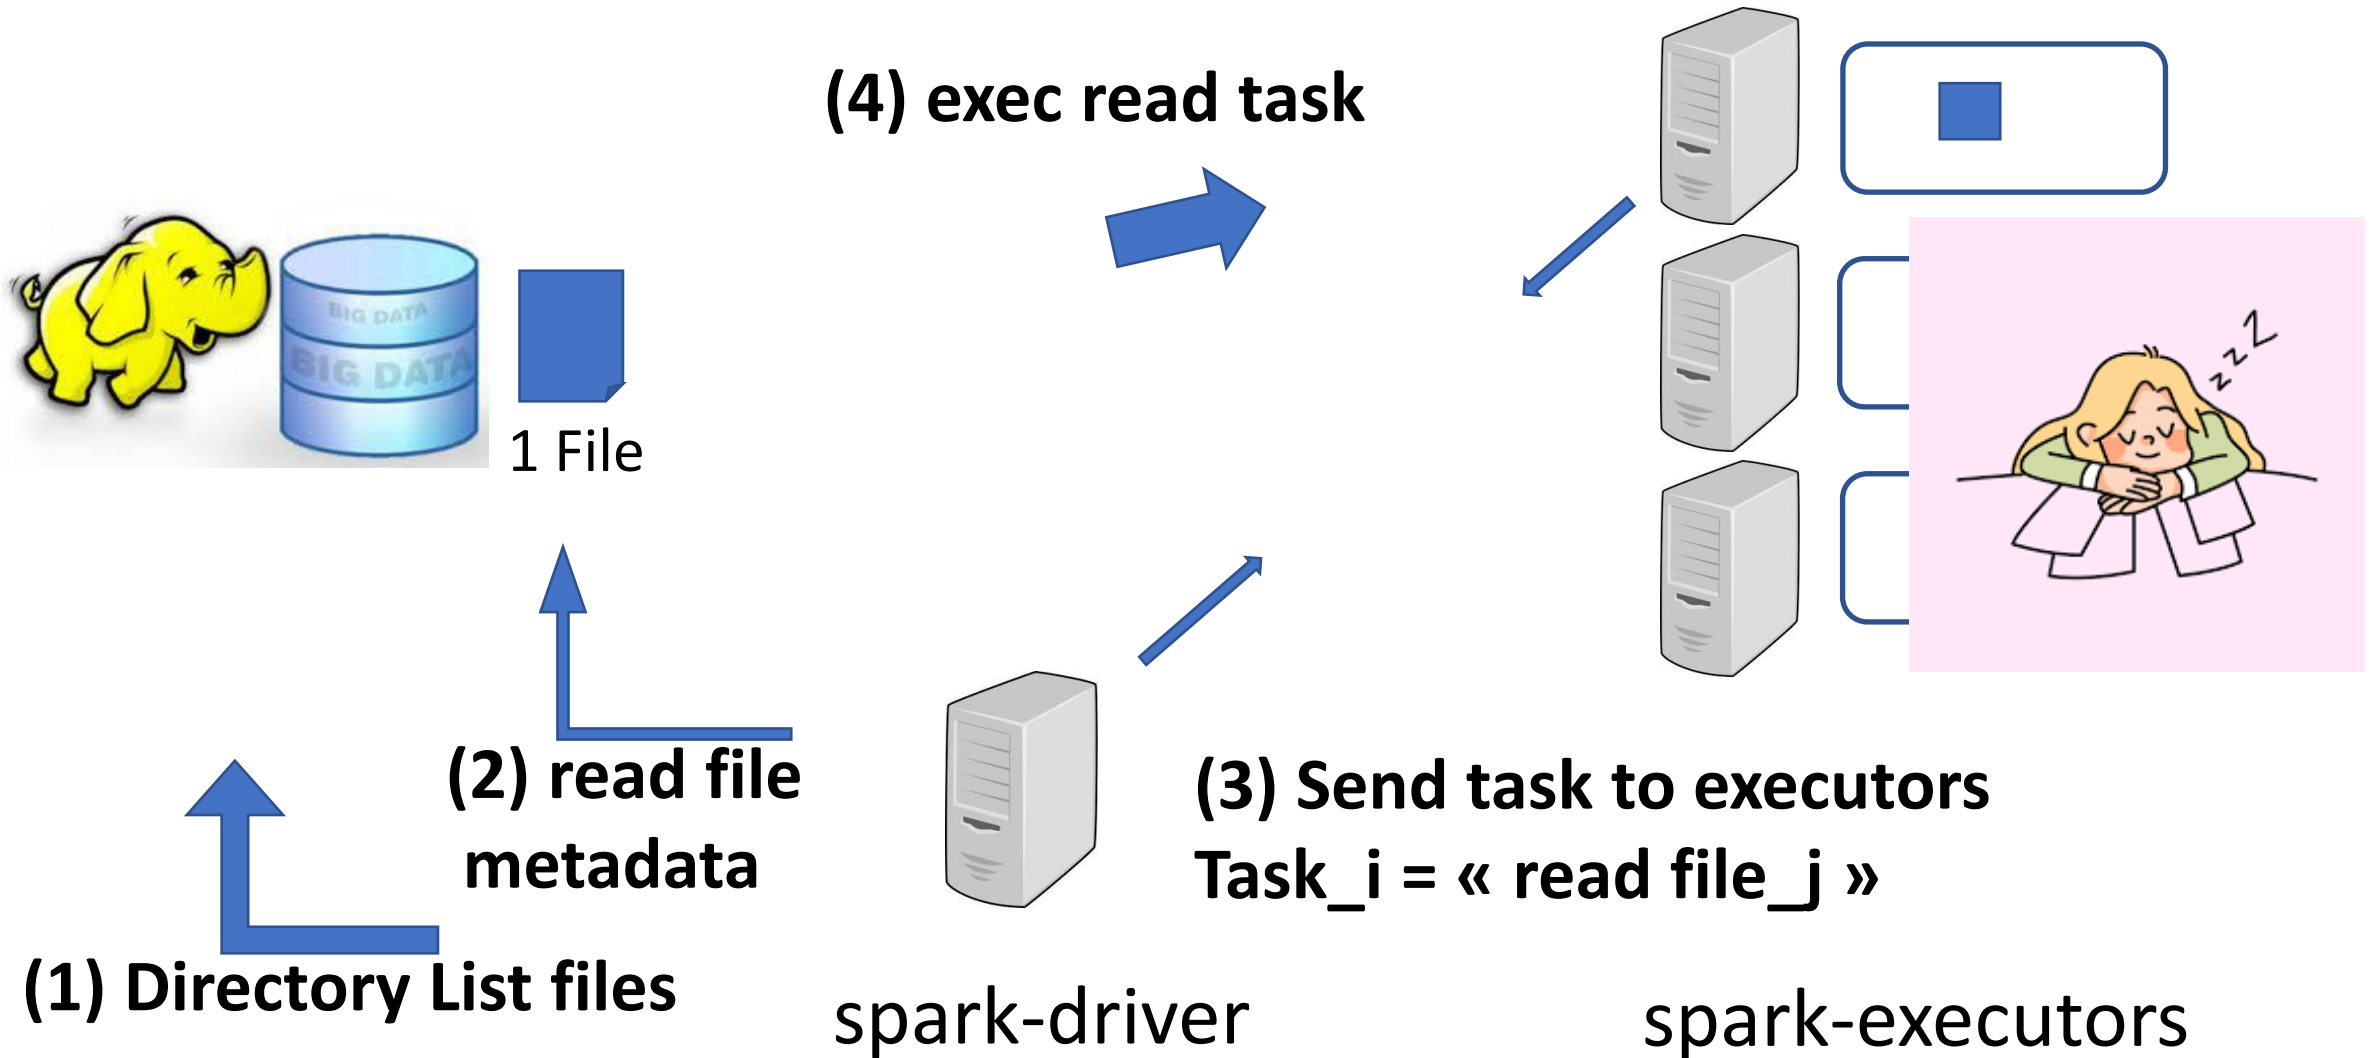 (4) exec read task
BIG DATA
BIG DATA
1 File
z z Z
(2) read file
metadata
(3) Send task to executors
Task_i = « read file_j »
(1) Directory List files
spark-driver
spark-executors